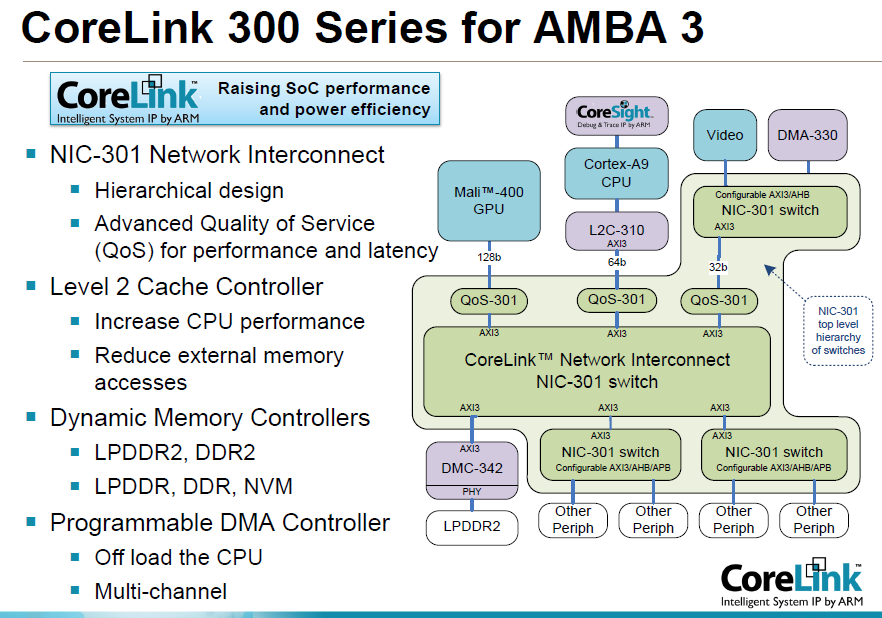 CoreLink 300 Series for AMBA 3
CoreLink™
Intelligent System IP by ARM
Raising SoC performance
and power efficiency
NIC-301 Network Interconnect
Hierarchical design
Advanced Quality of Service
(QoS) for performance and latency
Level 2 Cache Controller
Increase CPU performance
Reduce external memory
accesses
Dynamic Memory Controllers
LPDDR2, DDR2
LPDDR, DDR, NVM
Programmable DMA Controller
Off load the CPU
Multi-channel
CoreSight™
Debug & Trace IP by ARM
Cortex-A9
CPU
L2C-310
AXI3
64b
Mali™-400
GPU
128b
Video
DMA-330
Configurable AXI3/AHB
NIC-301 switch
AXI3
32b
NIC-301
top level
hierarchy
of switches
QoS-301
QoS-301
QoS-301
AXI3
AXI3
AXI3
CoreLink™ Network Interconnect
NIC-301 switch
AXI3
AXI3
AXI3
AXI3
DMC-342
PHY
LPDDR2
AXI3
NIC-301 switch
Configurable AXI3/AHB/APB
AXI3
NIC-301 switch
Configurable AXI3/AHB/APB
Other
Periph
Other
Periph
Other
Periph
Other
Periph
CoreLink™
Intelligent System IP by ARM